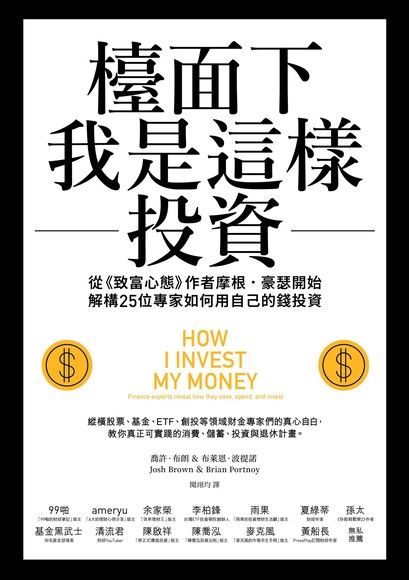 檯面下
我是這樣
投資
從《致富心態》作者摩根・豪瑟開始
解構25位專家如何用自己的錢投資
HOW
I INVEST
MY MONEY
Finance experts reveal how they save, spend, and invest
縱橫股票、基金、ETF、創投等領域財金專家們的真心自白，
教你真正可實踐的消費、儲蓄、投資與退休計畫。
喬許・布朗 & 布萊恩・波提諾
Josh Brown & Brian Portnoy
聞翊均 譯
99啪 ameryu 余家榮 李柏鋒 雨果 夏綠蒂 孫太
基金黑武士 清流君 陳啟祥 陳喬泓 麥克風 黃船長 無私
推薦